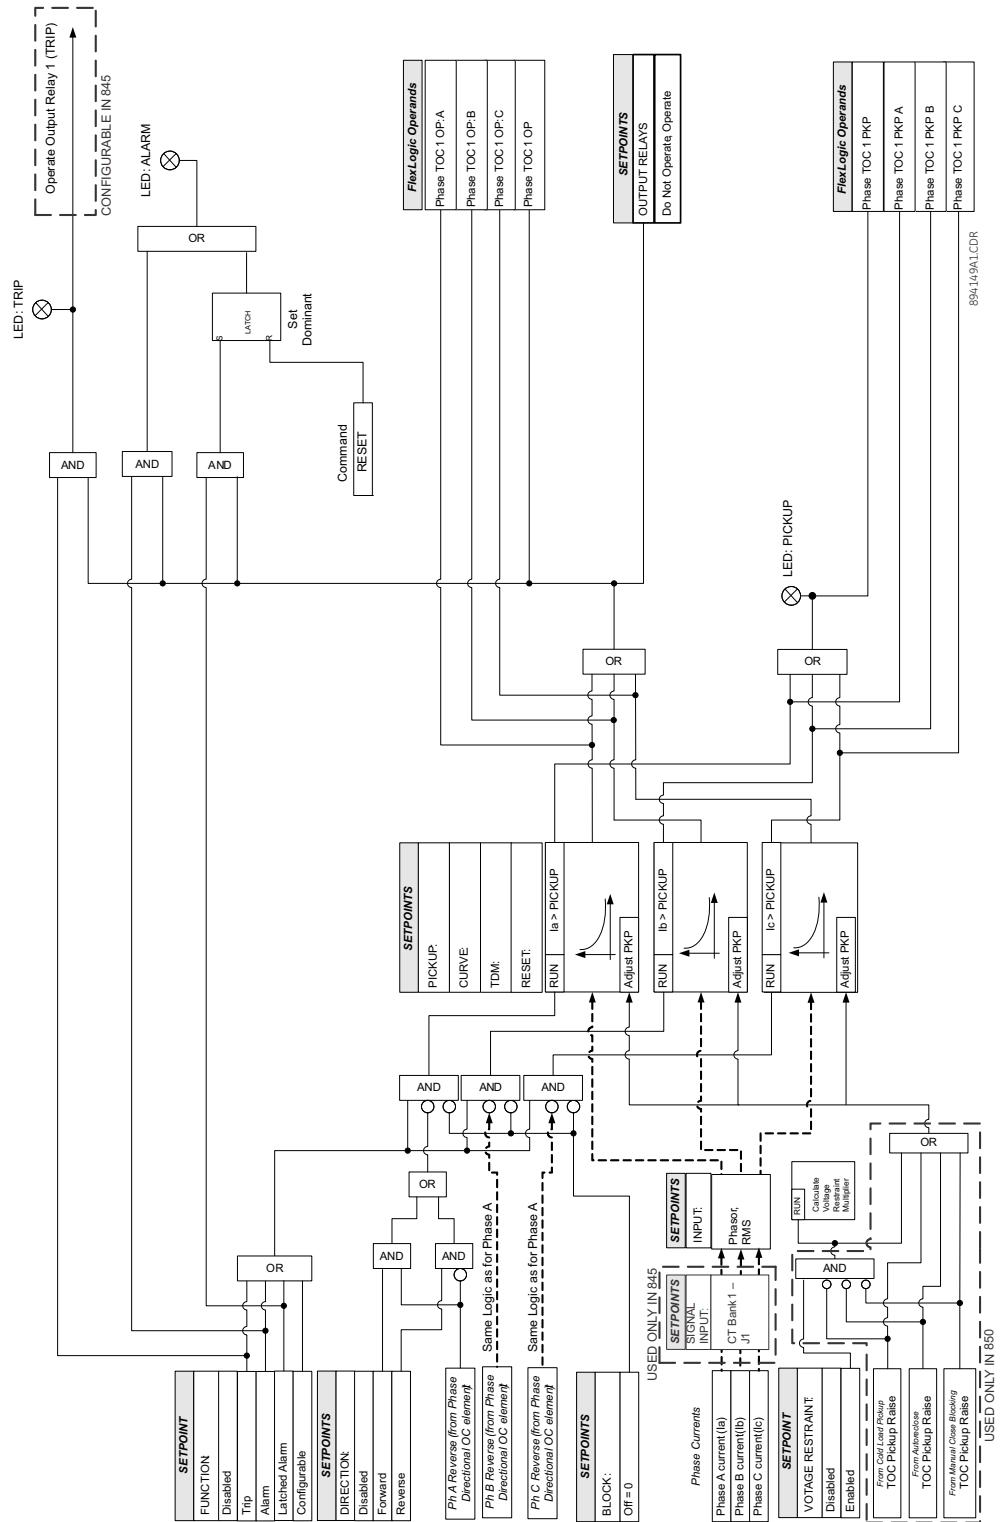 Operate Output Relay 1 (TRIP)
CONFIGURABLE IN 845
LED: TRIP
LED: ALARM
OR
S
LATCH
R
Set
Dominant
AND
AND
AND
Command
RESET
FlexLogic Operands
Phase TOC 1 OP:A
Phase TOC 1 OP:B
Phase TOC 1 OP:C
Phase TOC 1 OP
SETPOINTS
OUTPUT RELAYS
Do Not Operate, Operate
FlexLogic Operands
Phase TOC 1 PKP
Phase TOC 1 PKP A
Phase TOC 1 PKP B
Phase TOC 1 PKP C
894149A1.CDR
LED: PICKUP
OR
OR
SETPOINTS
PICKUP:
CURVE:
TDM:
RESET:
RUN
Ia > PICKUP
Adjust PKP
RUN
Ib > PICKUP
Adjust PKP
RUN
Ic > PICKUP
Adjust PKP
AND
AND
AND
OR
OR
AND
AND
Same Logic as for Phase A
Same Logic as for Phase A
SETPOINT
FUNCTION
Disabled
Trip
Alarm
Latched Alarm
Configurable
SETPOINTS
DIRECTION:
Disabled
Forward
Reverse
Ph A Reverse (from Phase
Directional OC element)
Ph B Reverse (from Phase
Directional OC element)
Ph C Reverse (from Phase
Directional OC element)
SETPOINTS
BLOCK:
Off = 0
USED ONLY IN 845
SETPOINTS
SIGNAL
INPUT:
CT Bank 1 –
J1
SETPOINTS
INPUT:
Phasor,
RMS
Phase Currents
Phase A current (Ia)
Phase B current (Ib)
Phase C current (Ic)
RUN
Calculate
Voltage
Restraint
Multiplier
AND
OR
SETPOINT
VOTAGE RESTRAINT:
Disabled
Enabled
From Cold Load Pickup
TOC Pickup Raise
From Autoreclose
TOC Pickup Raise
From Manual Close Blocking
TOC Pickup Raise
USED ONLY IN 850